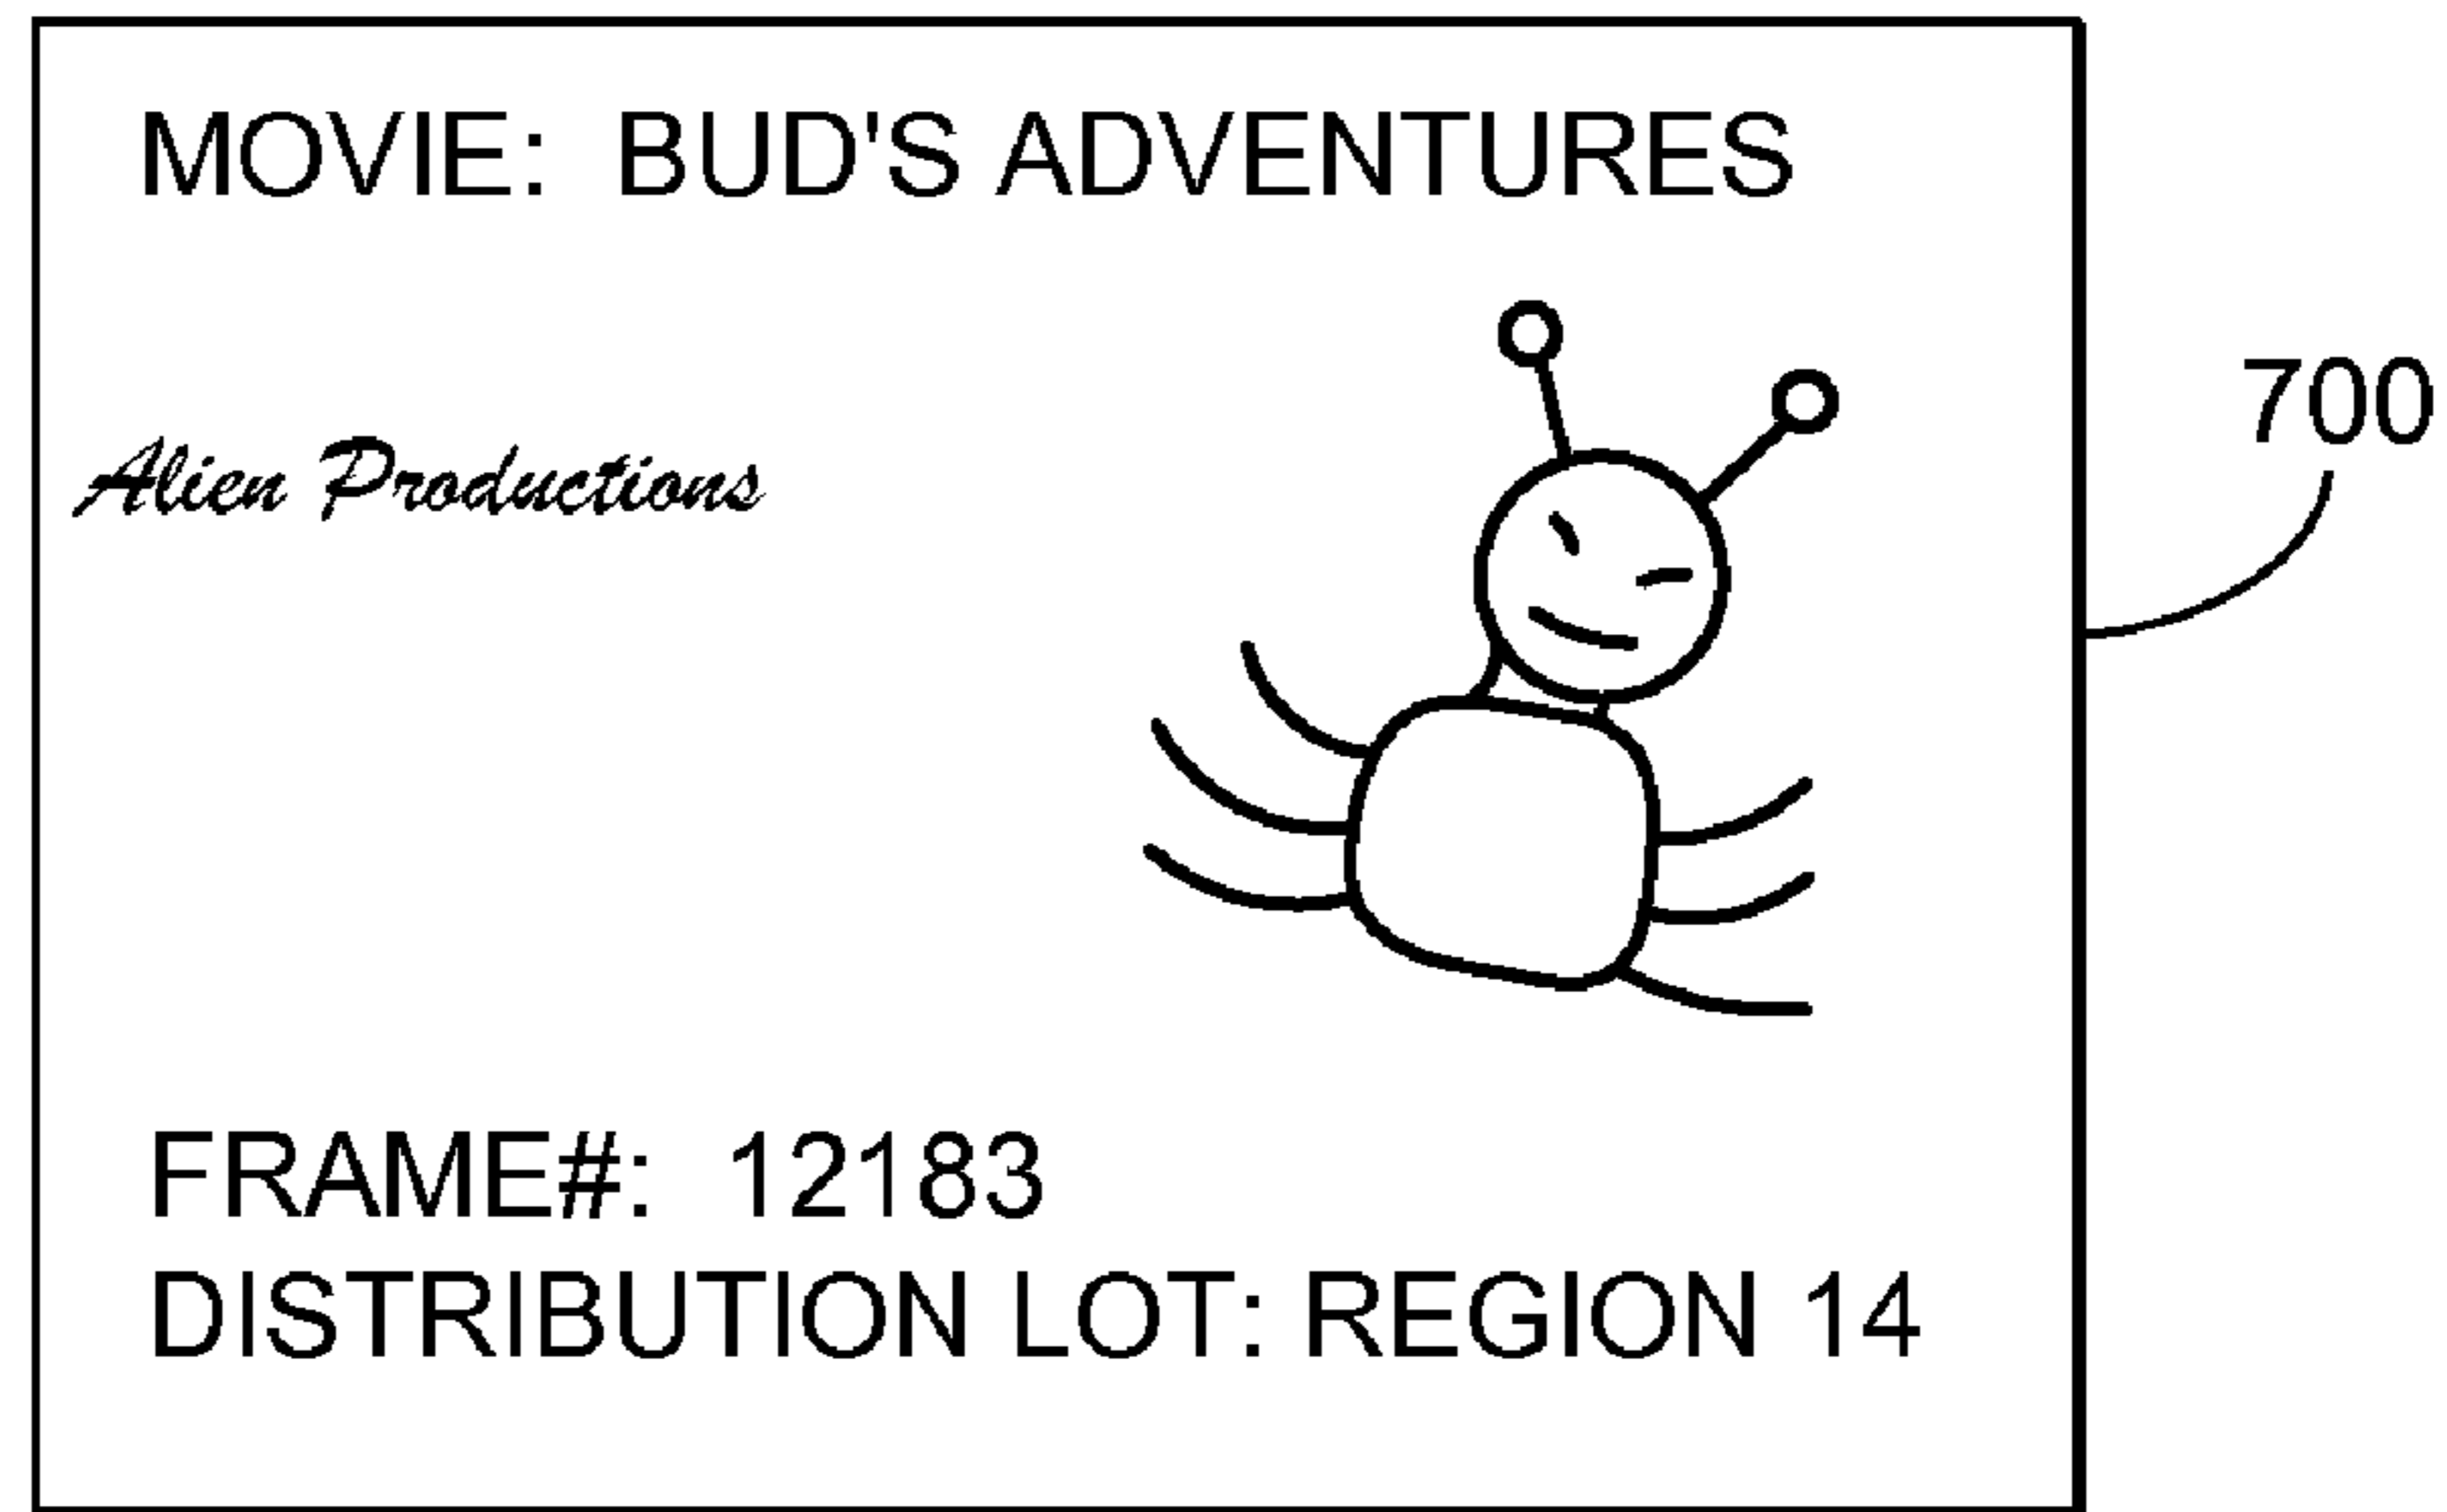 MOVIE: BUD'S ADVENTURES
700
Alien Productions
FRAME#: 12183
DISTRIBUTION LOT: REGION 14